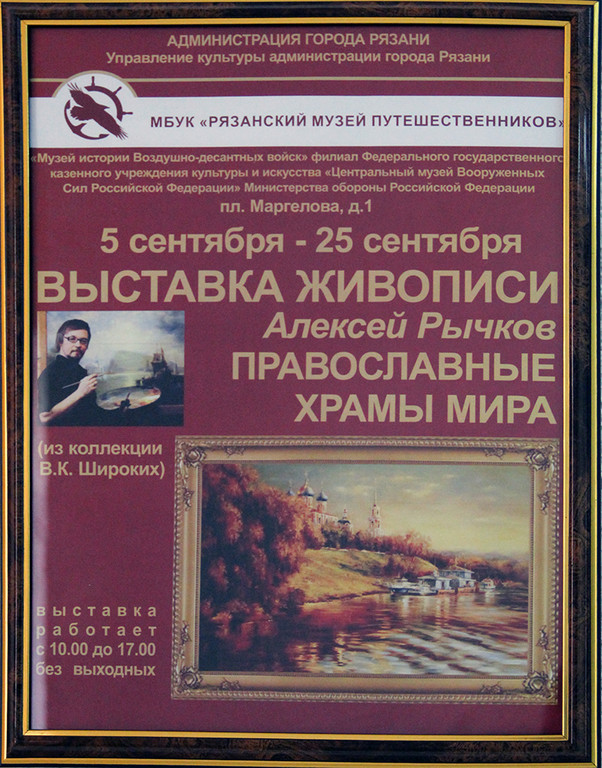 АДМИНИСТРАЦИЯ ГОРОДА РЯЗАНИ
Управление культуры администрации города Рязани
МБУК «РЯЗАНСКИЙ МУЗЕЙ ПУТЕШЕСТВЕННИКОВ»
«Музей истории Воздушно-десантных войск» филиал Федерального государственного
казенного учреждения культуры и искусства «Центральный музей Вооруженных
Сил Российской Федерации» Министерства обороны Российской Федерации
пл. Маргелова, д.1
5 сентября - 25 сентября
ВЫСТАВКА ЖИВОПИСИ
Алексей Рычков
ПРАВОСЛАВНЫЕ
ХРАМЫ МИРА
(из коллекции
В.К. Широких)
выставка
работает
с 10.00 до 17.00
без выходных